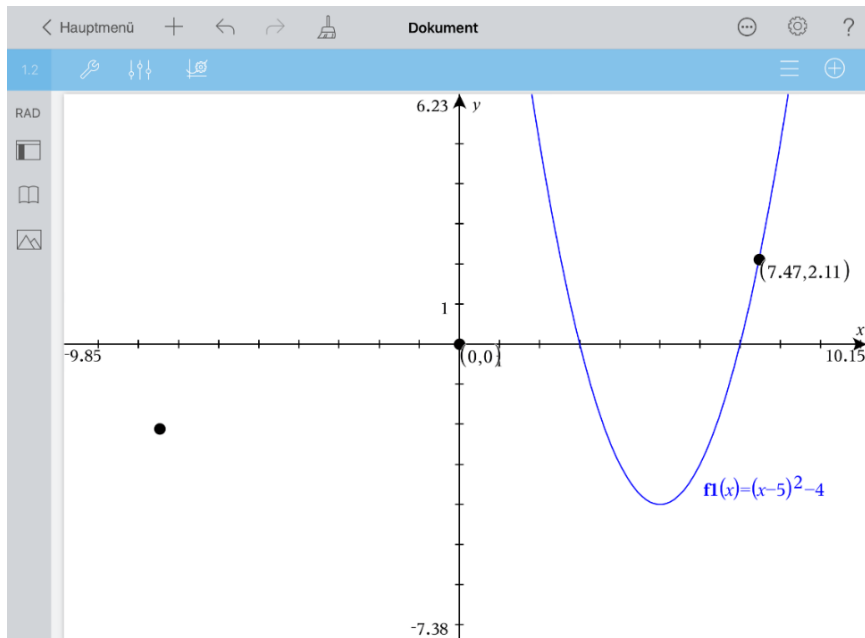 Hauptmenü Dokument ?
1.2
RAD
6.23 y
(7.47,2.11)
1
x
-9.85 (0,0) 10.15
f1(x)=(x-5)²-4
-7.38